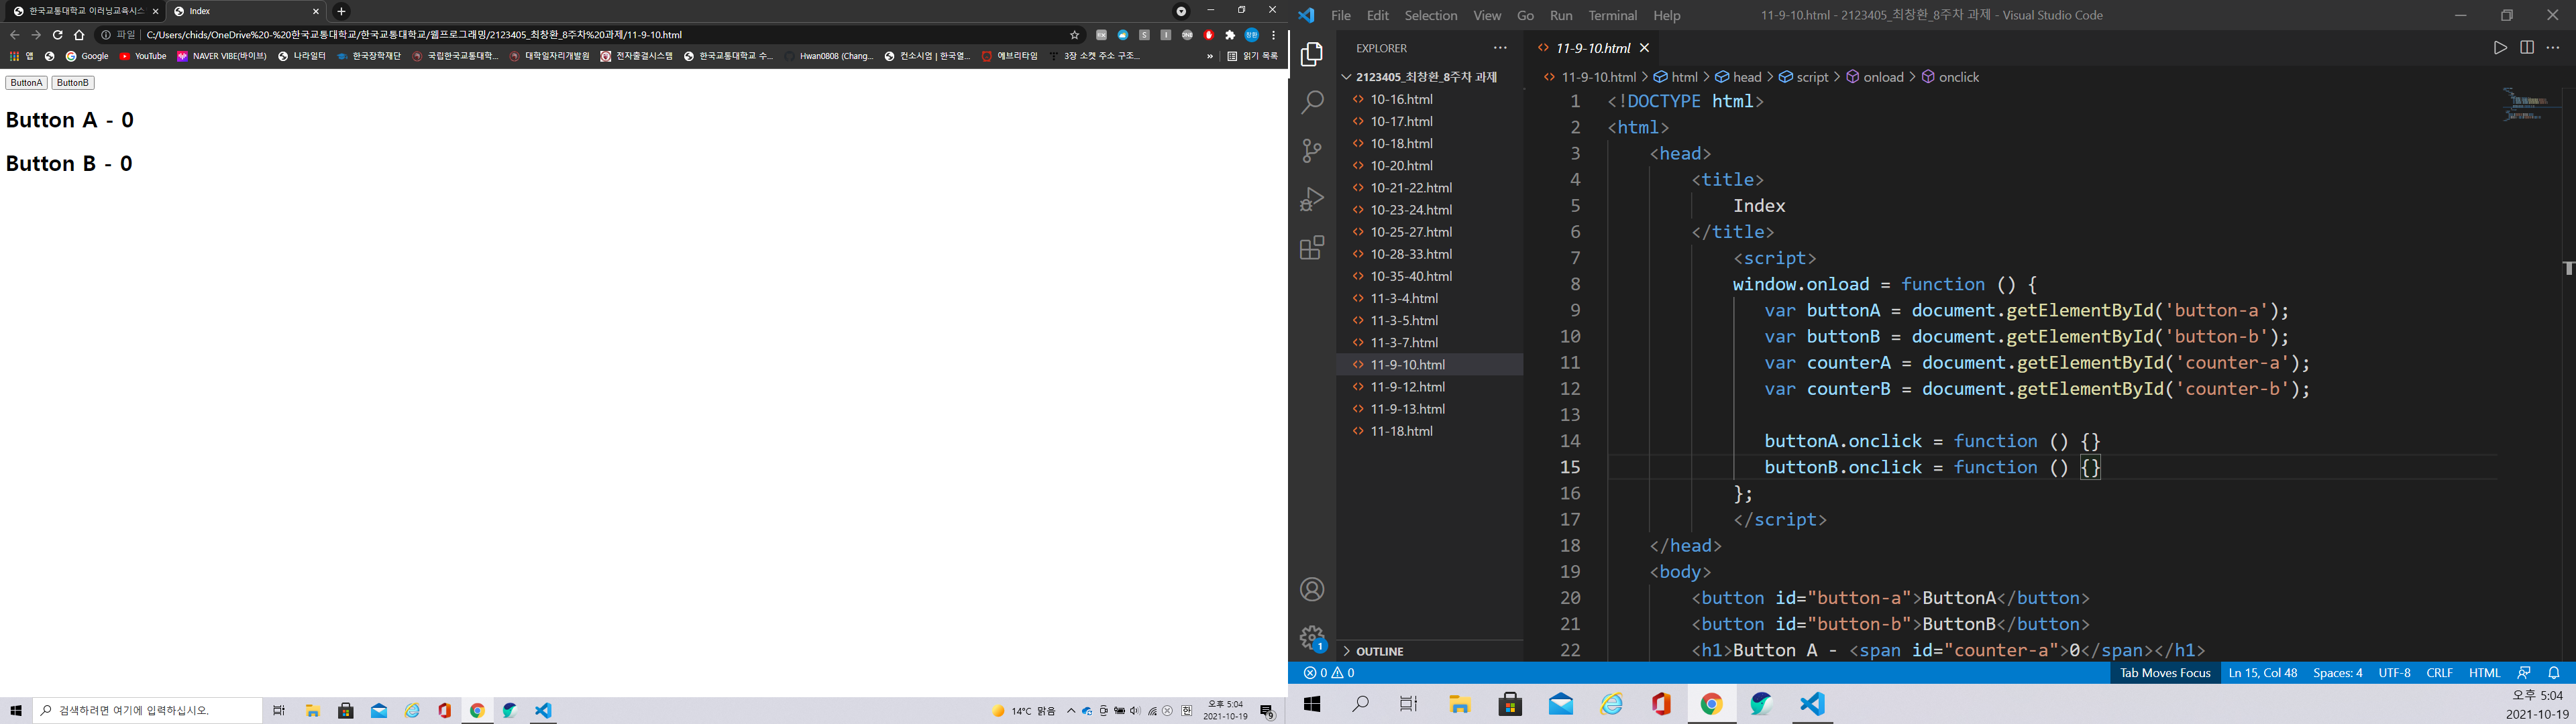 한국교통대학교 이러닝교육시스
Index
파일
C:/Users/chids/OneDrive%20-%20한국교통대학교/한국교통대학교/웹프로그래밍/2123405_최창환_8주차%20과제/11-9-10.html
앱
Google
YouTube
NAVER VIBE(바이브)
나라일터
한국장학재단
국립한국교통대학...
대학일자리개발원
전자출결시스템
한국교통대학교 수...
Hwan0808 (Chang...
컨소시엄 | 한국열...
에브리타임
3장 소켓 주소 구조...
»
읽기 목록
ButtonA ButtonB
Button A - 0
Button B - 0
검색하려면 여기에 입력하십시오.
14°C 맑음
오후 5:04
2021-10-19
9
File Edit Selection View Go Run Terminal Help
11-9-10.html - 2123405_최창환_8주차 과제 - Visual Studio Code
EXPLORER
2123405_최창환_8주차 과제
10-16.html
10-17.html
10-18.html
10-20.html
10-21-22.html
10-23-24.html
10-25-27.html
10-28-33.html
10-35-40.html
11-3-4.html
11-3-5.html
11-3-7.html
11-9-10.html
11-9-12.html
11-9-13.html
11-18.html
OUTLINE
1
11-9-10.html
11-9-10.html > html > head > script > onload > onclick
1 <!DOCTYPE html>
2 <html>
3 <head>
4 <title>
5 Index
6 </title>
7 <script>
8 window.onload = function () {
9 var buttonA = document.getElementById('button-a');
10 var buttonB = document.getElementById('button-b');
11 var counterA = document.getElementById('counter-a');
12 var counterB = document.getElementById('counter-b');
13
14 buttonA.onclick = function () {}
15 buttonB.onclick = function () {}
16 };
17 </script>
18 </head>
19 <body>
20 <button id="button-a">ButtonA</button>
21 <button id="button-b">ButtonB</button>
22 <h1>Button A - <span id="counter-a">0</span></h1>
0 0
Tab Moves Focus
Ln 15, Col 48
Spaces: 4
UTF-8
CRLF
HTML
오후 5:04
2021-10-19